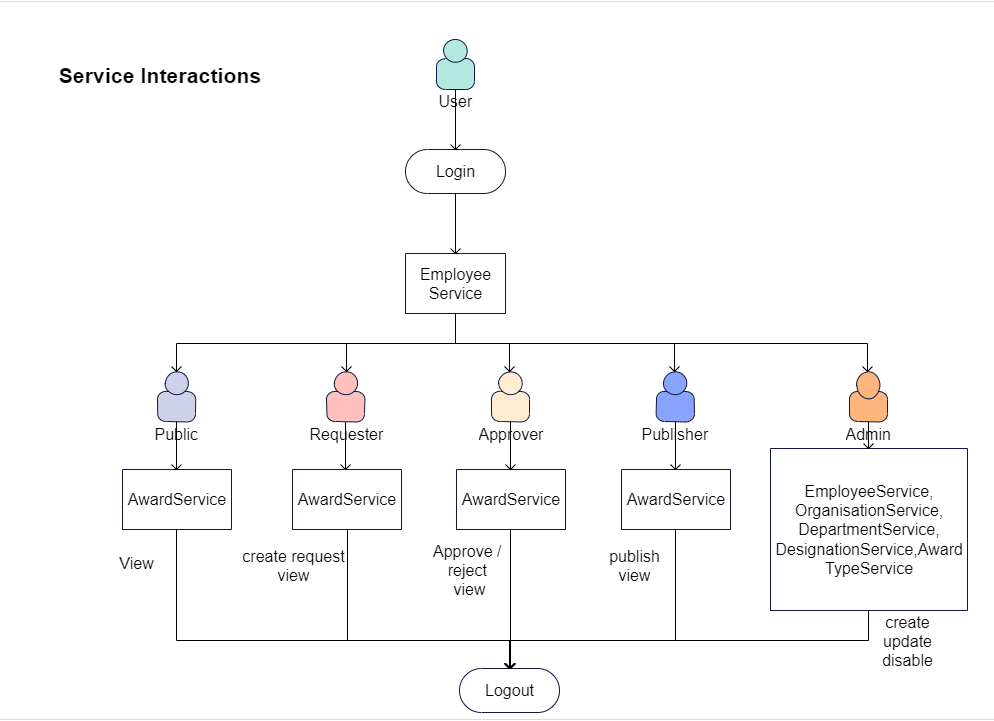 Service Interactions
User
Login
Employee
Service
Public
Requester
Approver
Publisher
Admin
AwardService
AwardService
AwardService
AwardService
EmployeeService,
OrganisationService,
DepartmentService,
DesignationService,Award
TypeService
View
create request
view
Approve /
reject
view
publish
view
create
update
disable
Logout